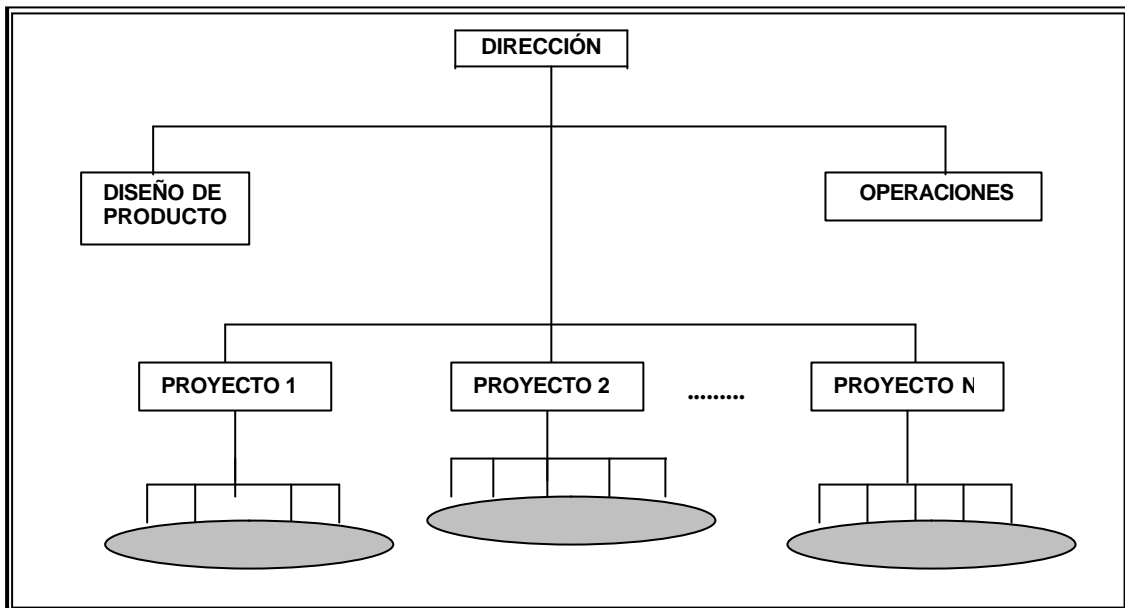 DIRECCIÓN
DISEÑO DE
PRODUCTO
OPERACIONES
PROYECTO 1
PROYECTO 2
.........
PROYECTO N